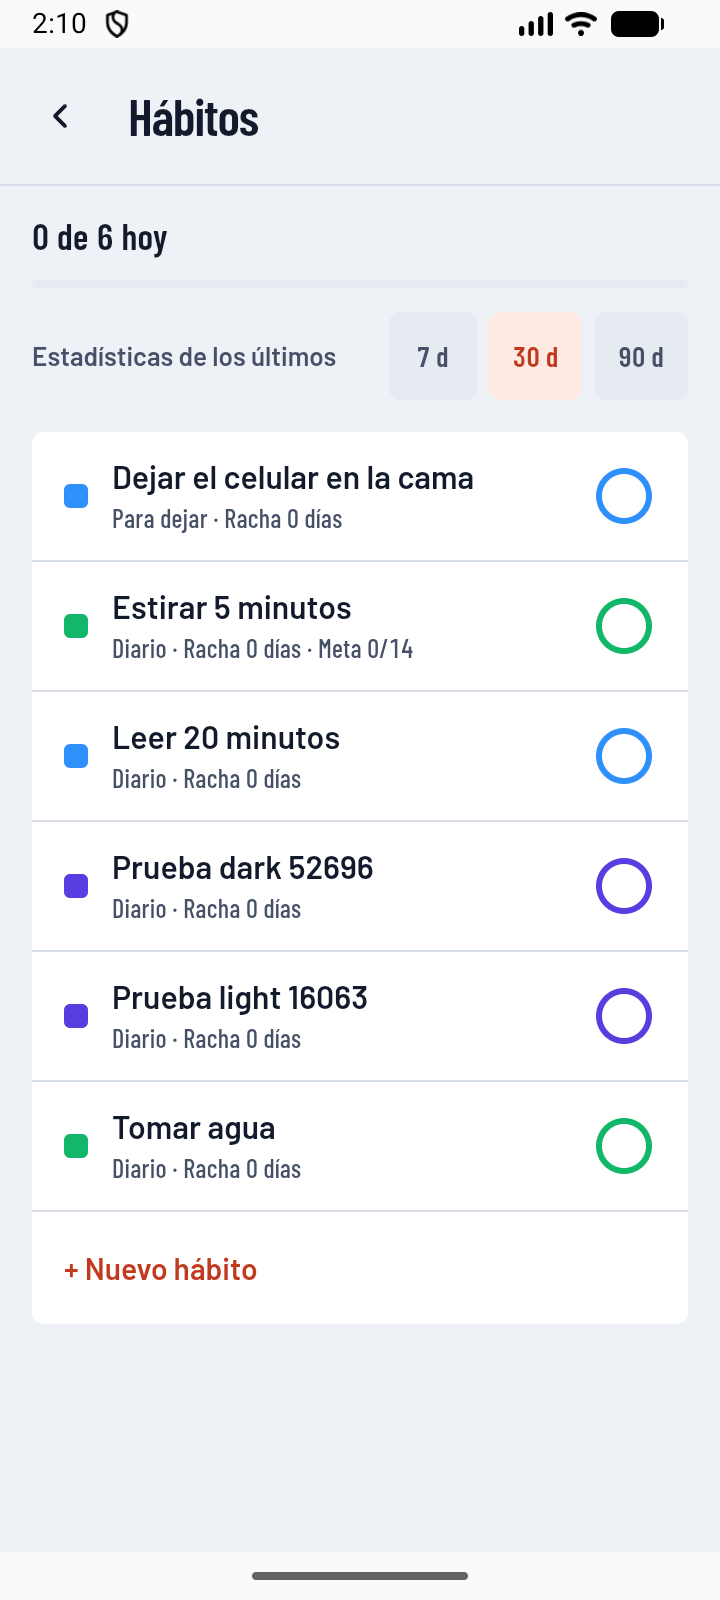 2:10
Hábitos
0 de 6 hoy
Estadísticas de los últimos 7 d 30 d 90 d
Dejar el celular en la cama
Para dejar · Racha 0 días
Estirar 5 minutos
Diario · Racha 0 días · Meta 0/14
Leer 20 minutos
Diario · Racha 0 días
Prueba dark 52696
Diario · Racha 0 días
Prueba light 16063
Diario · Racha 0 días
Tomar agua
Diario · Racha 0 días
+ Nuevo hábito